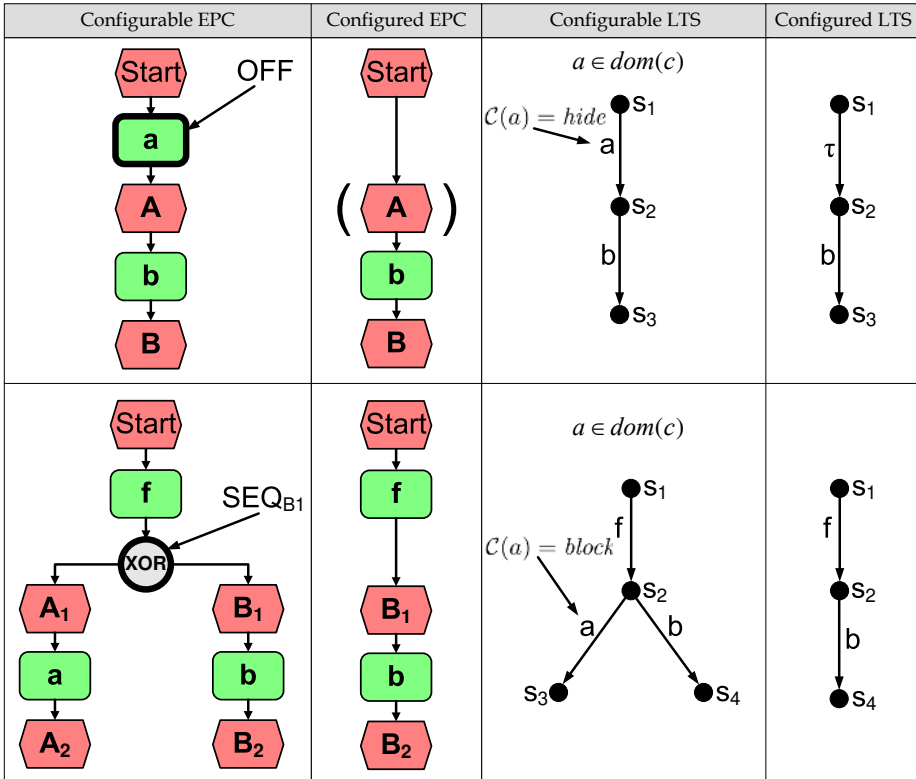 Configurable EPC Configured EPC Configurable LTS Configured LTS
Start
OFF
a
A
b
B
Start
( A )
b
B
a ∈ dom(c)
C(a) = hide
s1
a
s2
b
s3
s1
τ
s2
b
s3
Start
f
SEQB1
XOR
A1 B1
a b
A2 B2
Start
f
B1
b
B2
a ∈ dom(c)
s1
f
C(a) = block
s2
a b
s3 s4
s1
f
s2
b
s4